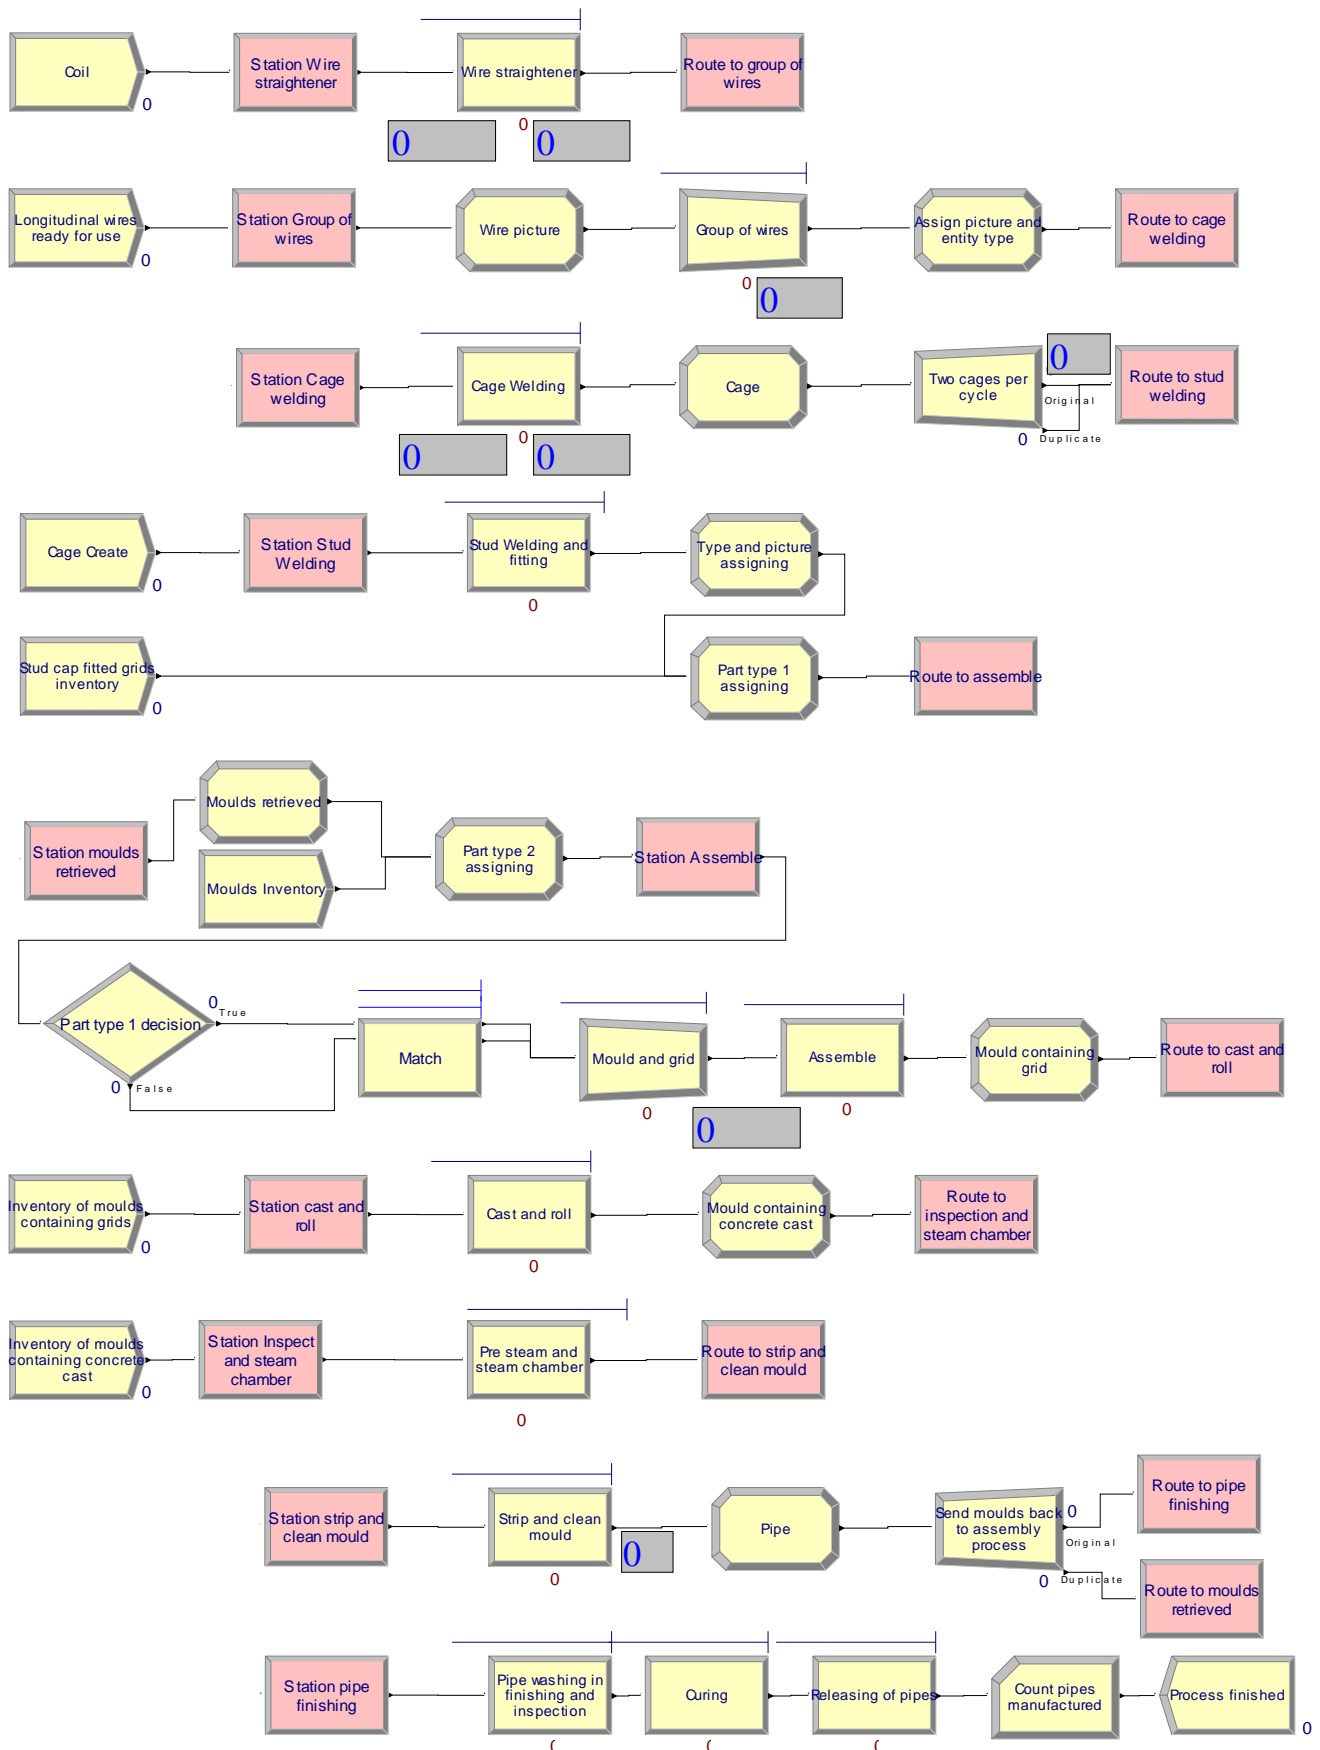 Coil
0
Station Wire
straightener
Wire straightener
0
0
0
Route to group of
wires
Longitudinal wires
ready for use
0
Station Group of
wires
Wire picture
Group of wires
0
0
Assign picture and
entity type
Route to cage
welding
Station Cage
welding
Cage Welding
0
0
0
Cage
Two cages per
cycle
0
Original
0
Duplicate
Route to stud
welding
Cage Create
0
Station Stud
Welding
Stud Welding and
fitting
0
Type and picture
assigning
Stud cap fitted grids
inventory
0
Part type 1
assigning
Route to assemble
Station moulds
retrieved
Moulds retrieved
Moulds Inventory
Part type 2
assigning
Station Assemble
Part type 1 decision
0
True
0
False
Match
Mould and grid
0
0
Assemble
0
Mould containing
grid
Route to cast and
roll
Inventory of moulds
containing grids
0
Station cast and
roll
Cast and roll
0
Mould containing
concrete cast
Route to
inspection and
steam chamber
Inventory of moulds
containing concrete
cast
0
Station Inspect
and steam
chamber
Pre steam and
steam chamber
0
Route to strip and
clean mould
Station strip and
clean mould
Strip and clean
mould
0
0
Pipe
Send moulds back
to assembly
process
0
Original
0
Duplicate
Route to pipe
finishing
Route to moulds
retrieved
Station pipe
finishing
Pipe washing in
finishing and
inspection
0
Curing
0
Releasing of pipes
0
Count pipes
manufactured
Process finished
0